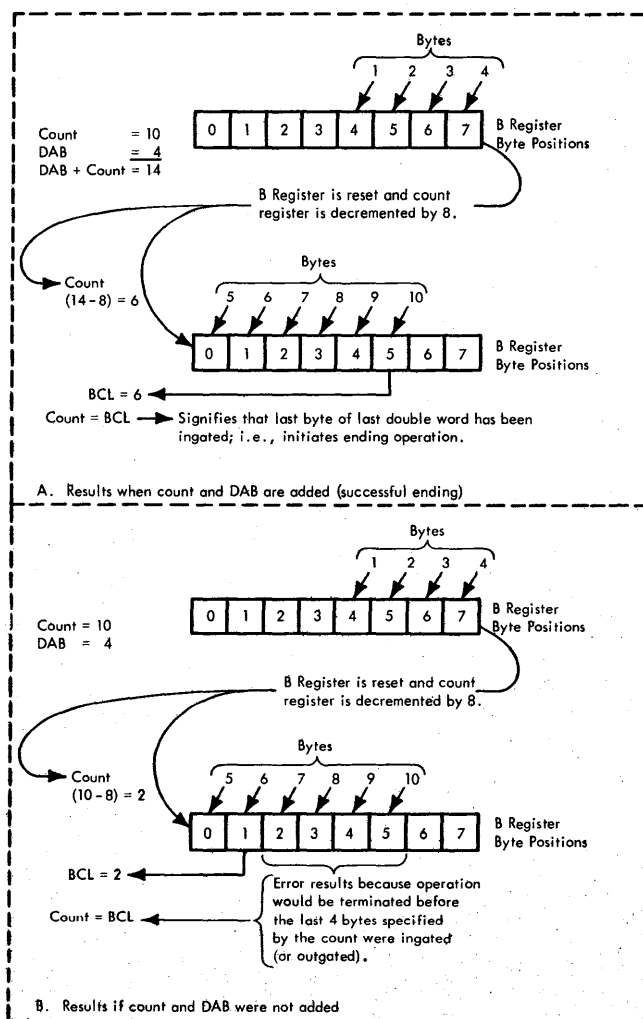 Bytes
1 2 3 4
0 1 2 3 4 5 6 7
B Register
Byte Positions
Count = 10
DAB = 4
DAB + Count = 14
B Register is reset and count
register is decremented by 8.
Count
(14 - 8) = 6
Bytes
5 6 7 8 9 10
0 1 2 3 4 5 6 7
B Register
Byte Positions
BCL = 6
Count = BCL Signifies that last byte of last double word has been
ingated; i.e., initiates ending operation.
A. Results when count and DAB are added (successful ending)
Bytes
1 2 3 4
0 1 2 3 4 5 6 7
B Register
Byte Positions
Count = 10
DAB = 4
B Register is reset and count
register is decremented by 8.
Count
(10 - 8) = 2
Bytes
5 6 7 8 9 10
0 1 2 3 4 5 6 7
B Register
Byte Positions
BCL = 2
Count = BCL
Error results because operation
would be terminated before
the last 4 bytes specified
by the count were ingated
(or outgated).
B. Results if count and DAB were not added